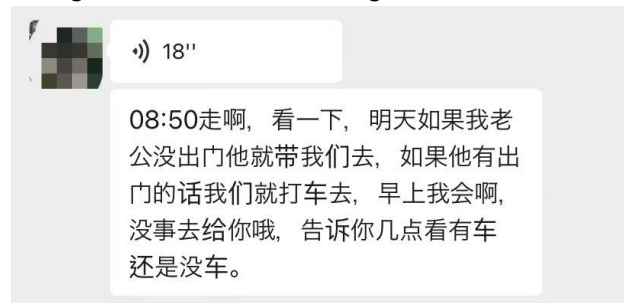 18''
08:50走啊，看一下，明天如果我老
公没出门他就带我们去，如果他有出
门的话我们就打车去，早上我会啊，
没事去给你哦，告诉你几点看有车
还是没车。